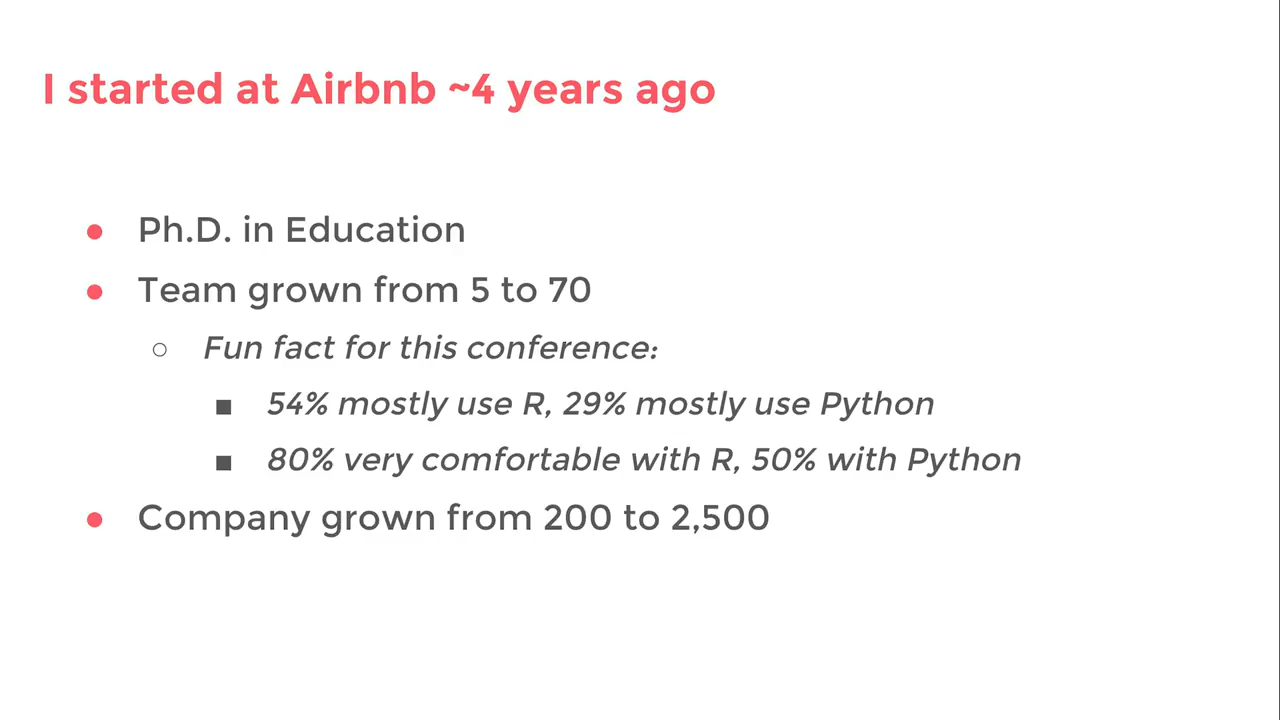 I started at Airbnb ~4 years ago
● Ph.D. in Education
● Team grown from 5 to 70
○ Fun fact for this conference:
■ 54% mostly use R, 29% mostly use Python
■ 80% very comfortable with R, 50% with Python
● Company grown from 200 to 2,500